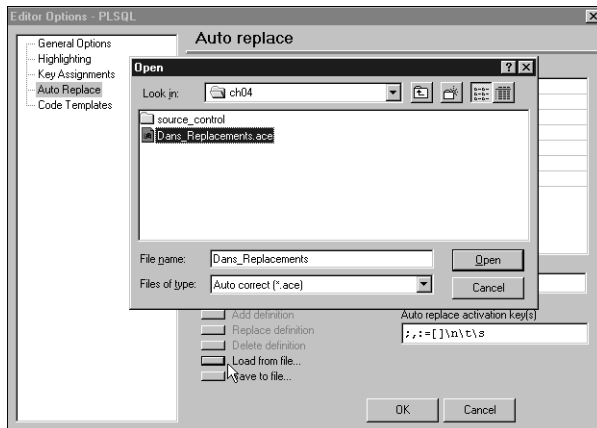 Editor Options - PLSQL
General Options
Highlighting
Key Assignments
Auto Replace
Code Templates
Auto replace
Open
Look in: ch04
source_control
Dans_Replacements.ace
File name: Dans_Replacements
Open
Files of type: Auto correct (*.ace)
Cancel
Add definition
Replace definition
Delete definition
Load from file...
Save to file...
Auto replace activation key(s)
;,:=[]\n\t\s
OK
Cancel